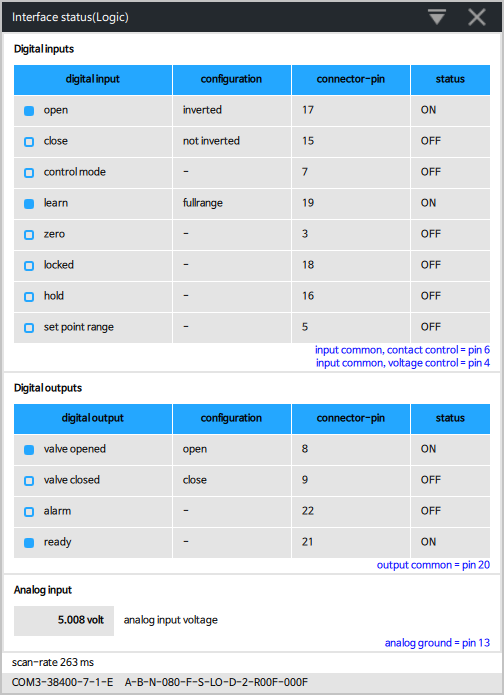 Interface status(Logic)
Digital inputs
digital input configuration connector-pin status
open inverted 17 ON
close not inverted 15 OFF
control mode - 7 OFF
learn fullrange 19 ON
zero - 3 OFF
locked - 18 OFF
hold - 16 OFF
set point range - 5 OFF
input common, contact control = pin 6
input common, voltage control = pin 4
Digital outputs
digital output configuration connector-pin status
valve opened open 8 ON
valve closed close 9 OFF
alarm - 22 OFF
ready - 21 ON
output common = pin 20
Analog input
5.008 volt analog input voltage
analog ground = pin 13
scan-rate 263 ms
COM3-38400-7-1-E A-B-N-080-F-S-LO-D-2-R00F-000F